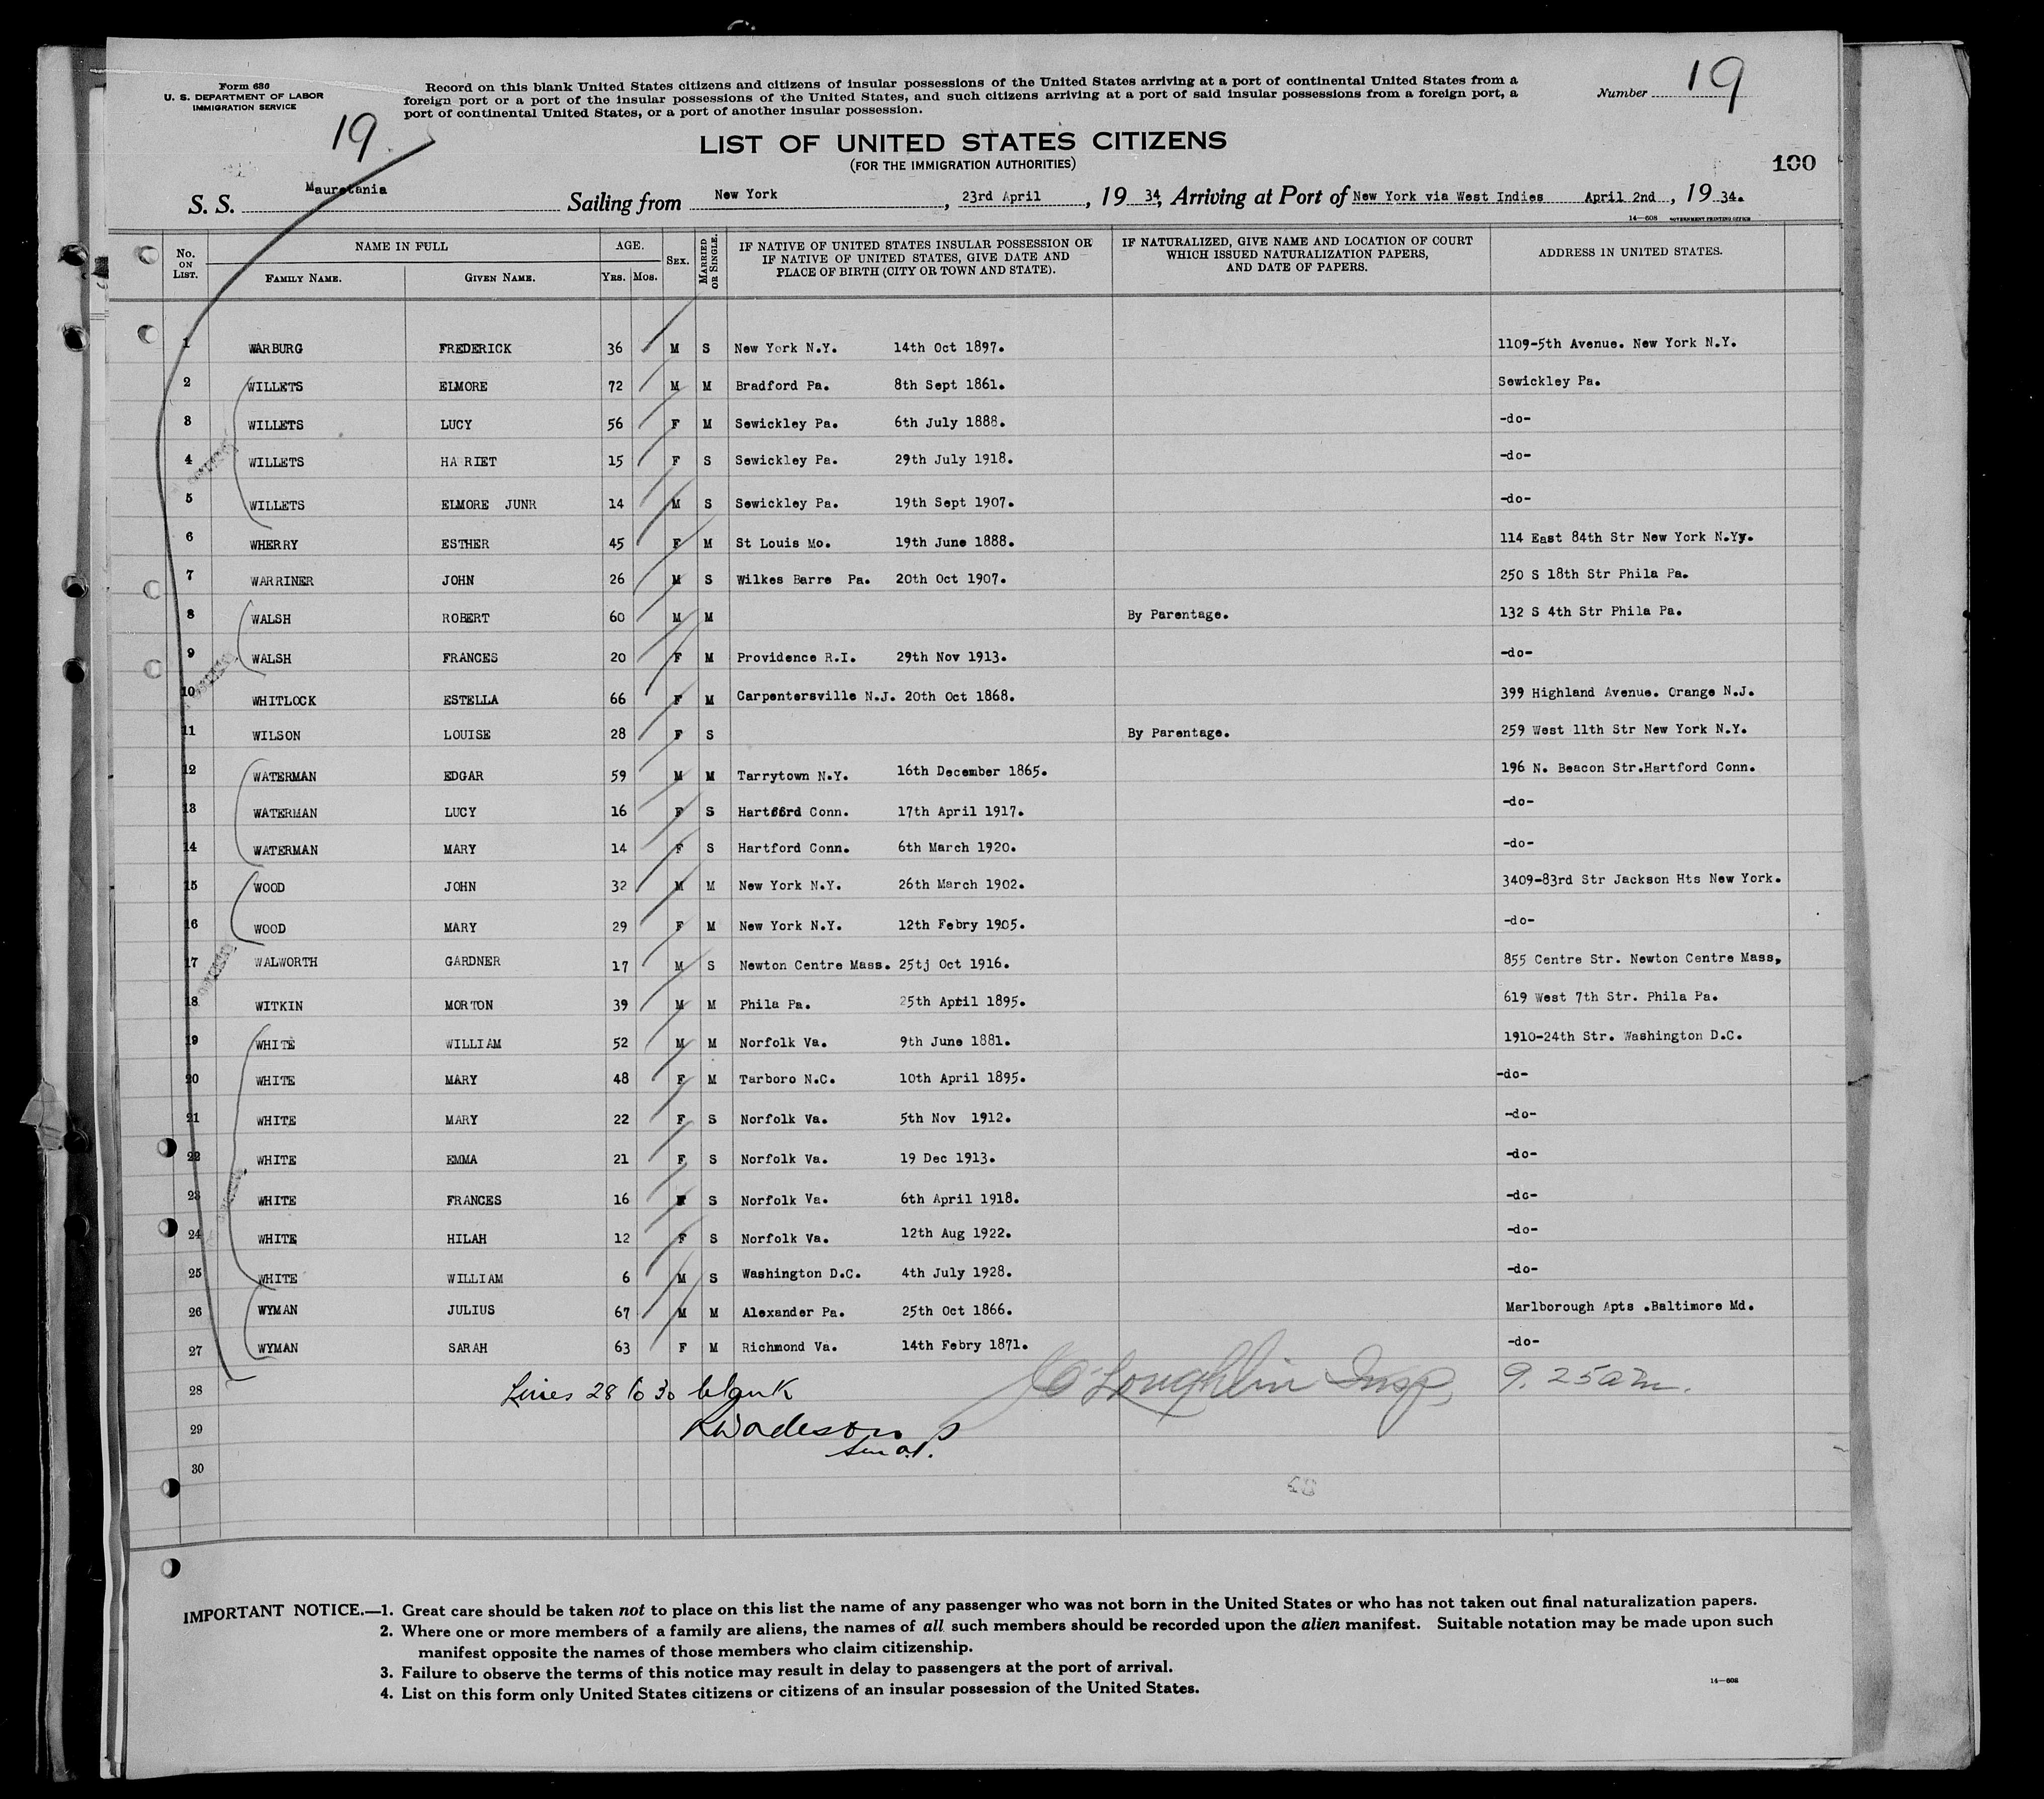 Form 630
U. S. DEPARTMENT OF LABOR
IMMIGRATION SERVICE
Record on this blank United States citizens and citizens of insular possessions of the United States arriving at a port of continental United States from a
foreign port or a port of the insular possessions of the United States, and such citizens arriving at a port of said insular possessions from a foreign port, a
port of continental United States, or a port of another insular possession.
Number 19
19
LIST OF UNITED STATES CITIZENS
(FOR THE IMMIGRATION AUTHORITIES)
100
S. S. Mauretania Sailing from New York, 23rd April, 19 34, Arriving at Port of New York via West Indies April 2nd, 19 34.
14—608 GOVERNMENT PRINTING OFFICE
No. ON LIST. NAME IN FULL FAMILY NAME. GIVEN NAME. AGE. YRS. MOS. SEX. MARRIED OR SINGLE. IF NATIVE OF UNITED STATES INSULAR POSSESSION OR IF NATIVE OF UNITED STATES, GIVE DATE AND PLACE OF BIRTH (CITY OR TOWN AND STATE). IF NATURALIZED, GIVE NAME AND LOCATION OF COURT WHICH ISSUED NATURALIZATION PAPERS, AND DATE OF PAPERS. ADDRESS IN UNITED STATES.
1 WARBURG FREDERICK 36 M S New York N.Y. 14th Oct 1897. 1109-5th Avenue. New York N.Y.
2 WILLETS ELMORE 72 M M Bradford Pa. 8th Sept 1861. Sewickley Pa.
3 WILLETS LUCY 56 F M Sewickley Pa. 6th July 1888. -do-
4 WILLETS HA RIET 15 F S Sewickley Pa. 29th July 1918. -do-
5 WILLETS ELMORE JUNR 14 M S Sewickley Pa. 19th Sept 1907. -do-
6 WHERRY ESTHER 45 F M St Louis Mo. 19th June 1888. 114 East 84th Str New York N.Yy.
7 WARRINER JOHN 26 M S Wilkes Barre Pa. 20th Oct 1907. 250 S 18th Str Phila Pa.
8 WALSH ROBERT 60 M M By Parentage. 132 S 4th Str Phila Pa.
9 WALSH FRANCES 20 F M Providence R.I. 29th Nov 1913. -do-
10 WHITLOCK ESTELLA 66 F M Carpentersville N.J. 20th Oct 1868. 399 Highland Avenue. Orange N.J.
11 WILSON LOUISE 28 F S By Parentage. 259 West 11th Str New York N.Y.
12 WATERMAN EDGAR 59 M M Tarrytown N.Y. 16th December 1865. 196 N. Beacon Str.Hartford Conn.
13 WATERMAN LUCY 16 F S Hart66rd Conn. 17th April 1917. -do-
14 WATERMAN MARY 14 F S Hartford Conn. 6th March 1920. -do-
15 WOOD JOHN 32 M M New York N.Y. 26th March 1902. 3409-83rd Str Jackson Hts New York.
16 WOOD MARY 29 F M New York N.Y. 12th Febry 1905. -do-
17 WALWORTH GARDNER 17 M S Newton Centre Mass. 25tj Oct 1916. 855 Centre Str. Newton Centre Mass,
18 WITKIN MORTON 39 M M Phila Pa. 25th April 1895. 619 West 7th Str. Phila Pa.
19 WHITE WILLIAM 52 M M Norfolk Va. 9th June 1881. 1910-24th Str. Washington D.C.
20 WHITE MARY 48 F M Tarboro N.C. 10th April 1895. -do-
21 WHITE MARY 22 F S Norfolk Va. 5th Nov 1912. -do-
22 WHITE EMMA 21 F S Norfolk Va. 19 Dec 1913. -do-
23 WHITE FRANCES 16 F S Norfolk Va. 6th April 1918. -do-
24 WHITE HILAH 12 F S Norfolk Va. 12th Aug 1922. -do-
25 WHITE WILLIAM 6 M S Washington D.C. 4th July 1928. -do-
26 WYMAN JULIUS 67 M M Alexander Pa. 25th Oct 1866. Marlborough Apts .Baltimore Md.
27 WYMAN SARAH 63 F M Richmond Va. 14th Febry 1871. -do-
28 Lines 28 to 30 blank O'Loughlin Insp. 9.25am.
29
30
IMPORTANT NOTICE.—1. Great care should be taken not to place on this list the name of any passenger who was not born in the United States or who has not taken out final naturalization papers.
2. Where one or more members of a family are aliens, the names of all such members should be recorded upon the alien manifest. Suitable notation may be made upon such
manifest opposite the names of those members who claim citizenship.
3. Failure to observe the terms of this notice may result in delay to passengers at the port of arrival.
4. List on this form only United States citizens or citizens of an insular possession of the United States.
14—608